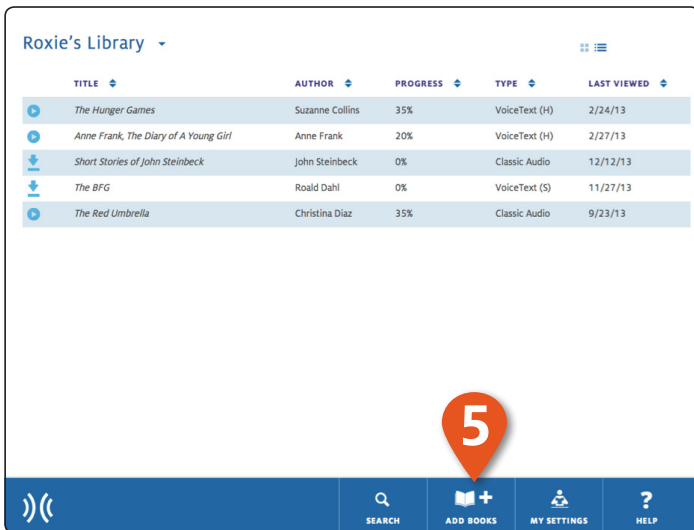 Roxie's Library
TITLE AUTHOR PROGRESS TYPE LAST VIEWED
The Hunger Games Suzanne Collins 35% VoiceText (H) 2/24/13
Anne Frank, The Diary of A Young Girl Anne Frank 20% VoiceText (H) 2/27/13
Short Stories of John Steinbeck John Steinbeck 0% Classic Audio 12/12/13
The BFG Roald Dahl 0% VoiceText (S) 11/27/13
The Red Umbrella Christina Diaz 35% Classic Audio 9/23/13
5
SEARCH ADD BOOKS MY SETTINGS HELP